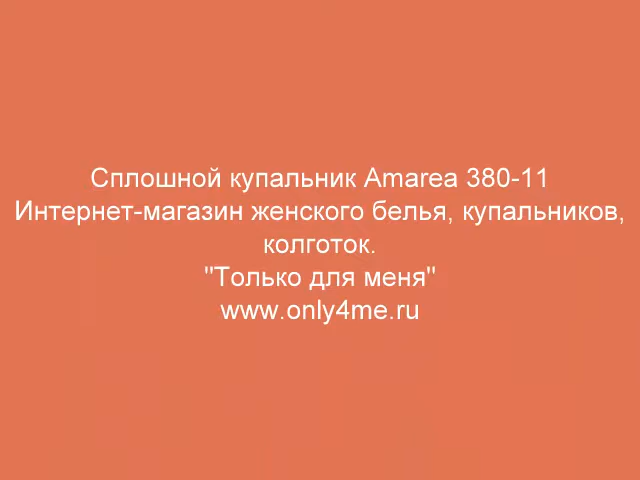 Сплошной купальник Amarea 380-11
Интернет-магазин женского белья, купальников,
колготок.
"Только для меня"
www.only4me.ru